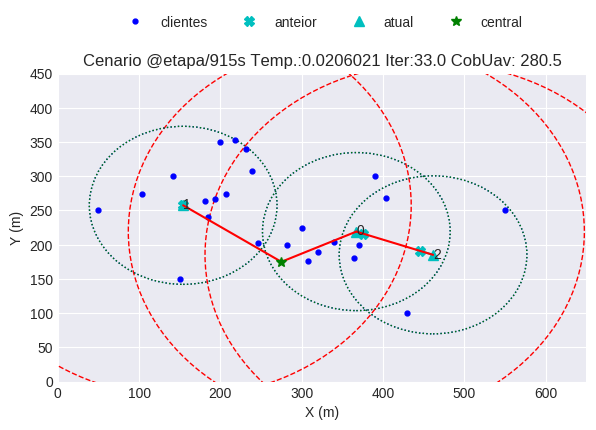 clientes anteior atual central
Cenario @etapa/915s Temp.:0.0206021 Iter:33.0 CobUav: 280.5
450
400
350
300
250
200
150
100
50
0
Y (m)
1
0
2
0 100 200 300 400 500 600
X (m)